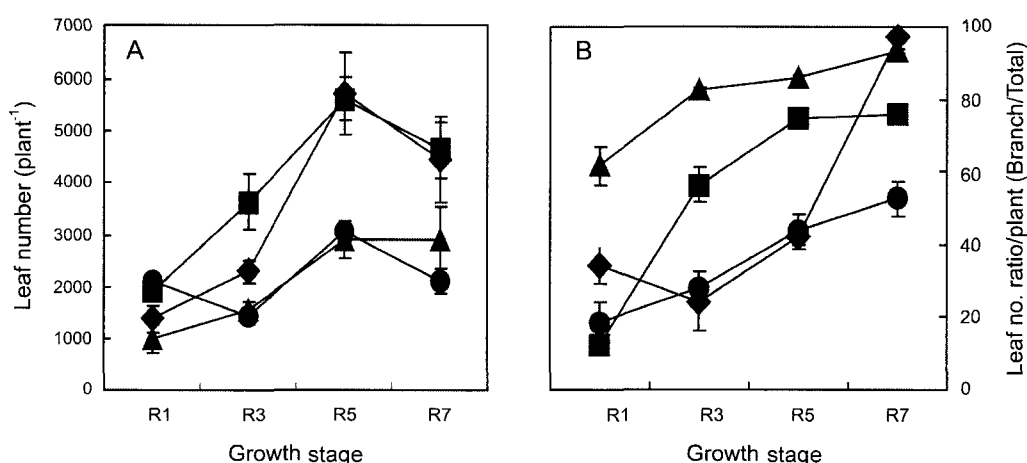 A
7000
6000
5000
4000
3000
2000
1000
0
Leaf number (plant⁻¹)
R1 R3 R5 R7
Growth stage
B
100
80
60
40
20
0
Leaf no. ratio/plant (Branch/Total)
R1 R3 R5 R7
Growth stage